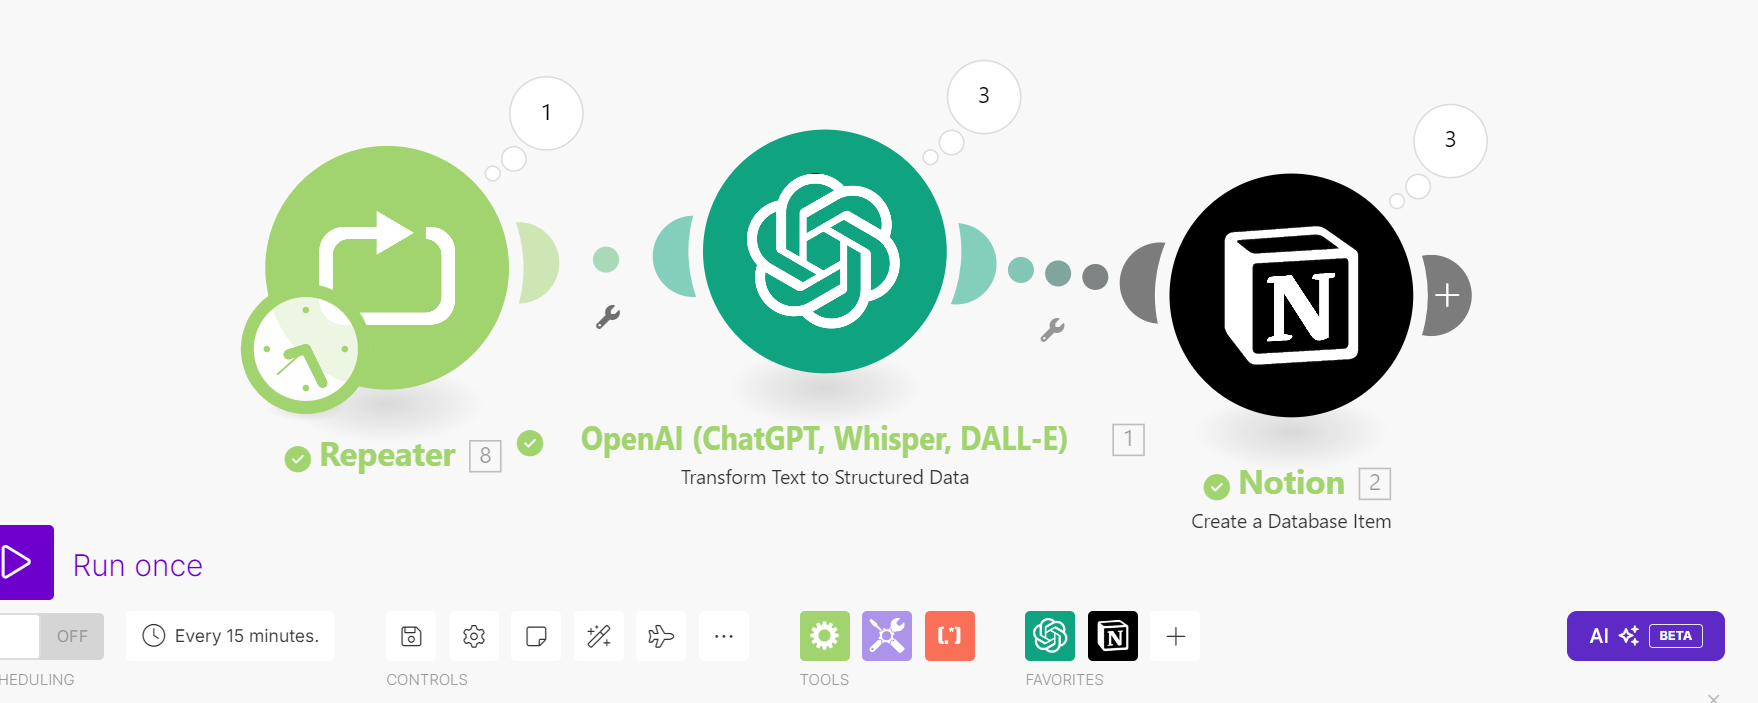 1
3
3
Repeater 8
OpenAI (ChatGPT, Whisper, DALL-E) 1
Transform Text to Structured Data
Notion 2
Create a Database Item
Run once
OFF
Every 15 minutes.
AI BETA
HEDULING
CONTROLS
TOOLS
FAVORITES